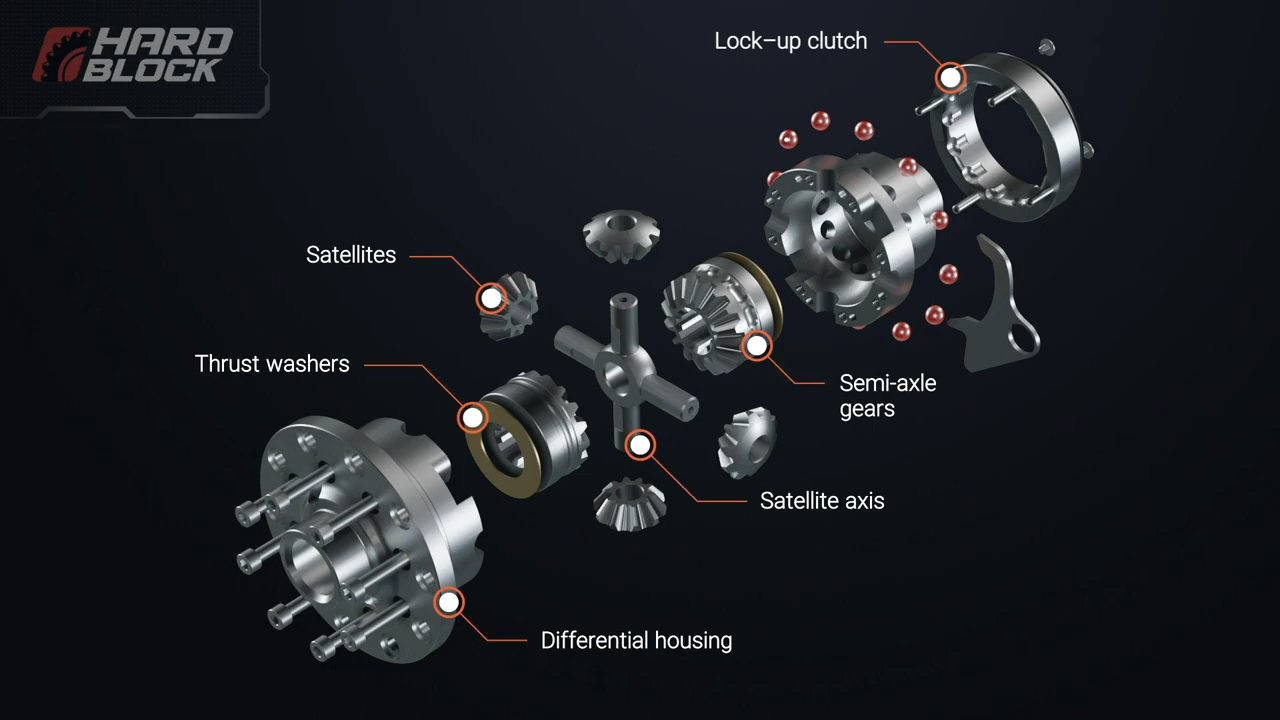 HARD
BLOCK
Lock-up clutch
Satellites
Thrust washers
Semi-axle
gears
Satellite axis
Differential housing